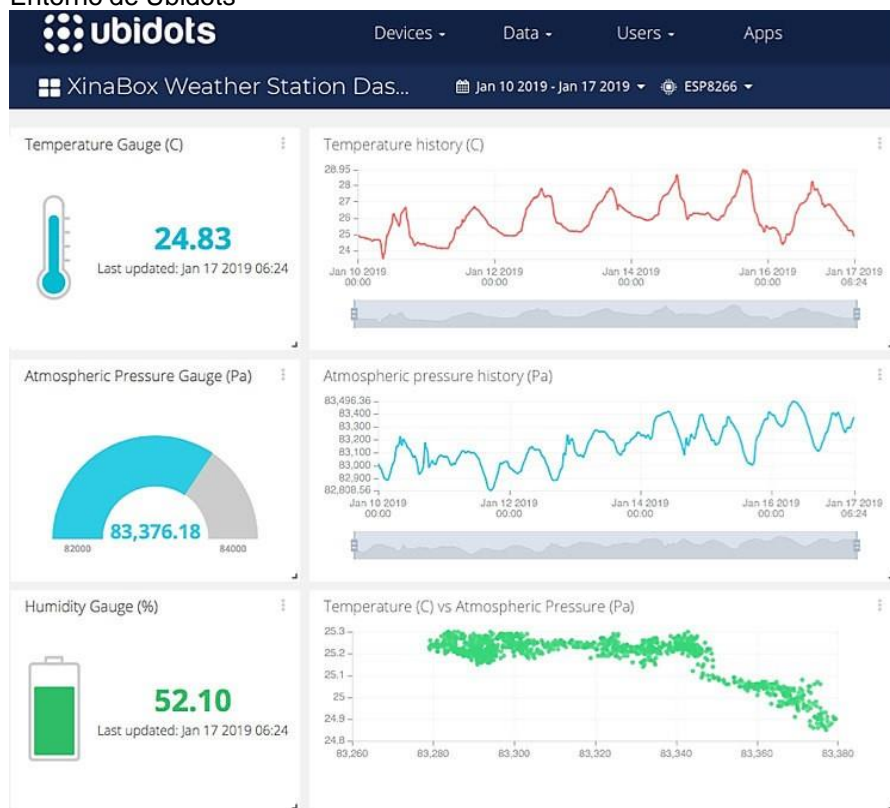 Entorno de Ubidots
ubidots
Devices Data Users Apps
XinaBox Weather Station Das... Jan 10 2019 - Jan 17 2019 ESP8266
Temperature Gauge (C)
24.83
Last updated: Jan 17 2019 06:24
Temperature history (C)
28.95
28
27
26
25
24
Jan 10 2019 Jan 12 2019 Jan 14 2019 Jan 16 2019 Jan 17 2019
00:00 00:00 00:00 00:00 06:24
Atmospheric Pressure Gauge (Pa)
83,376.18
82000 84000
Atmospheric pressure history (Pa)
83,496.36
83,400
83,300
83,200
83,100
83,000
82,900
82,808.56
Jan 10 2019 Jan 12 2019 Jan 14 2019 Jan 16 2019 Jan 17 2019
00:00 00:00 00:00 00:00 06:24
Humidity Gauge (%)
52.10
Last updated: Jan 17 2019 06:24
Temperature (C) vs Atmospheric Pressure (Pa)
25.3
25.2
25.1
25
24.9
24.8
83,260 83,280 83,300 83,320 83,340 83,360 83,380